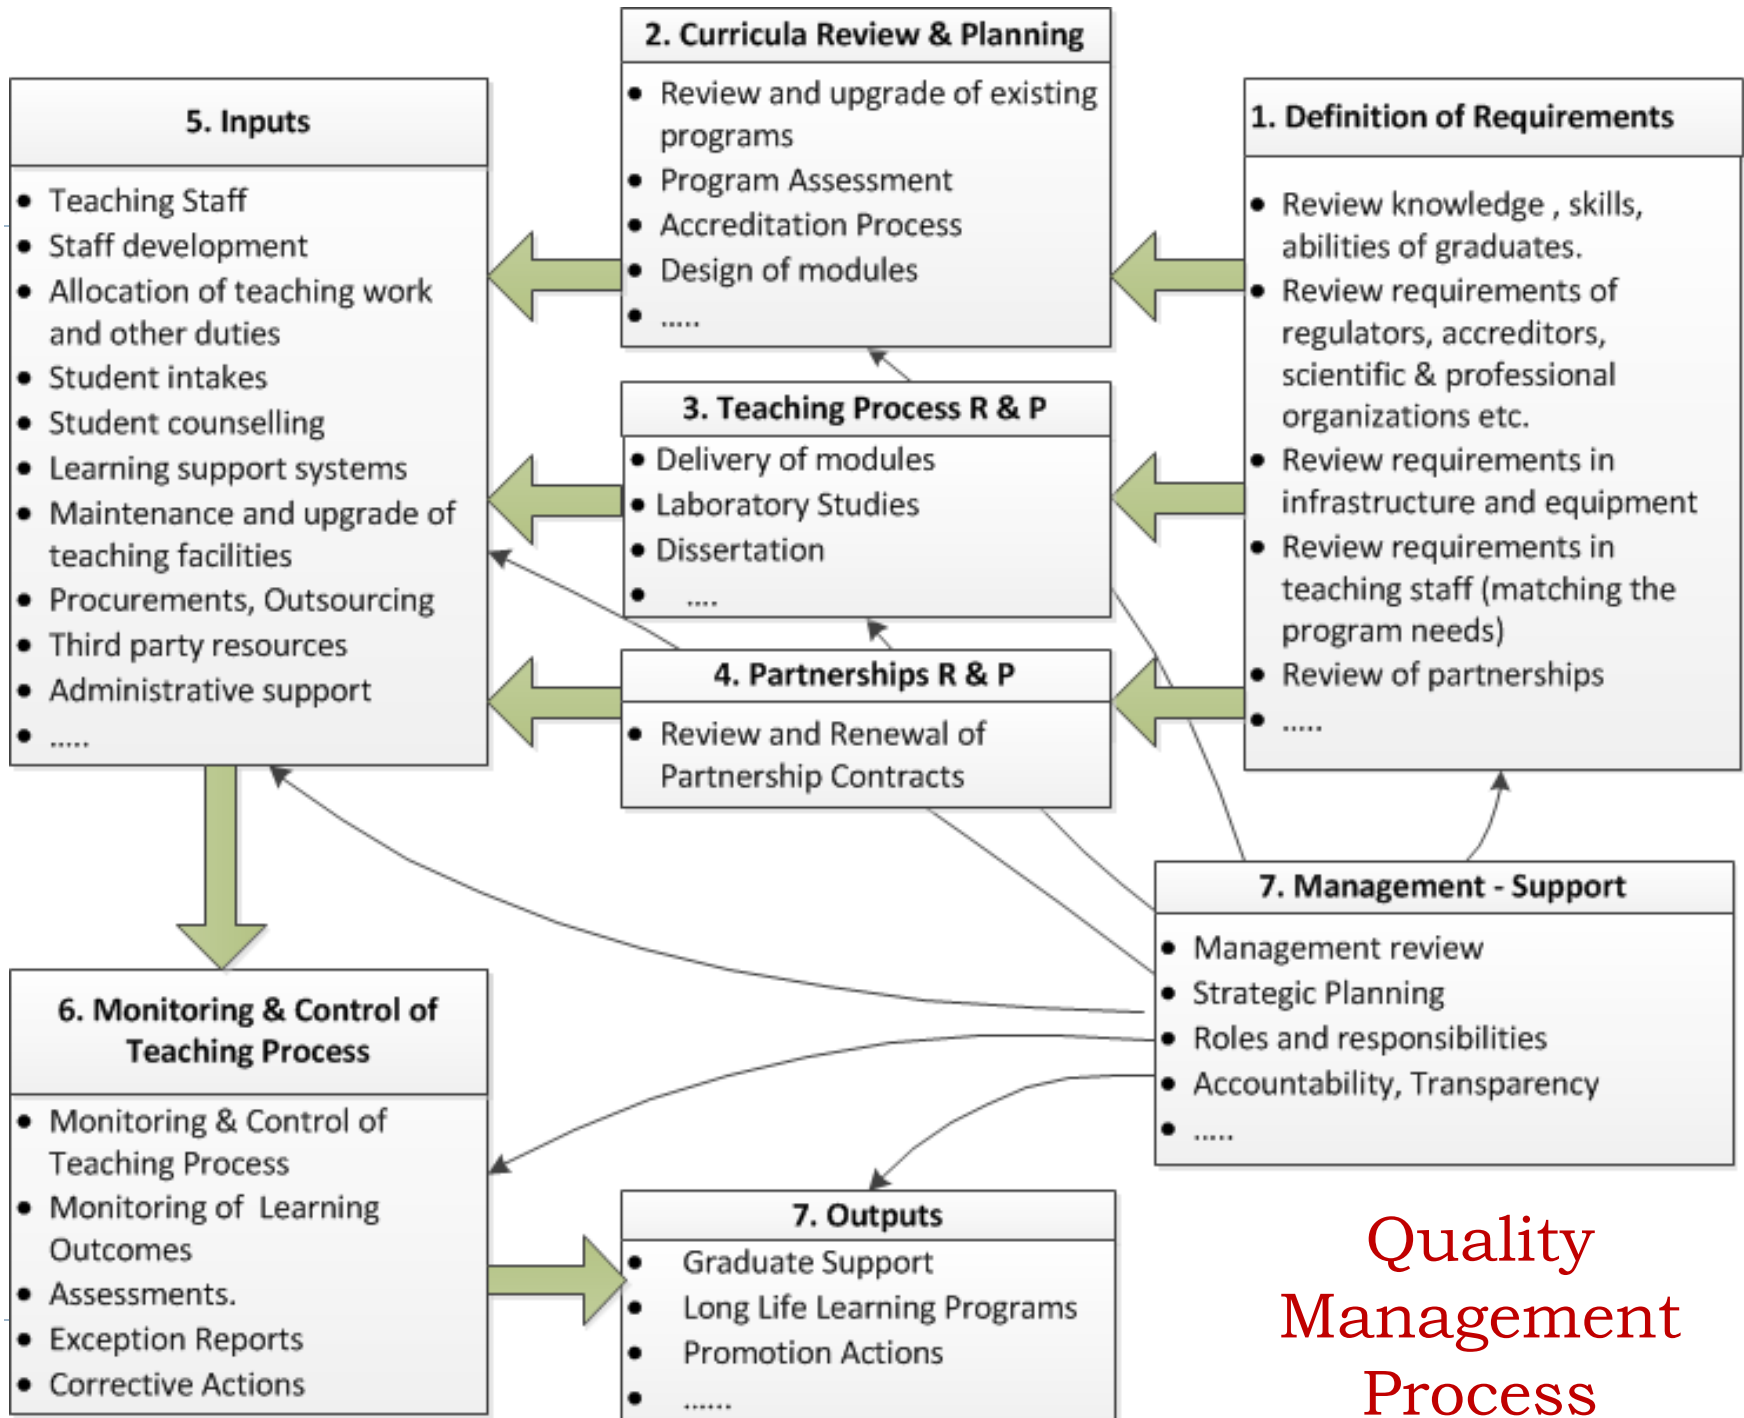 2. Curricula Review & Planning
• Review and upgrade of existing
programs
• Program Assessment
• Accreditation Process
• Design of modules
• .....
5. Inputs
• Teaching Staff
• Staff development
• Allocation of teaching work
and other duties
• Student intakes
• Student counselling
• Learning support systems
• Maintenance and upgrade of
teaching facilities
• Procurements, Outsourcing
• Third party resources
• Administrative support
• .....
1. Definition of Requirements
• Review knowledge , skills,
abilities of graduates.
• Review requirements of
regulators, accreditors,
scientific & professional
organizations etc.
• Review requirements in
infrastructure and equipment
• Review requirements in
teaching staff (matching the
program needs)
• Review of partnerships
• .....
3. Teaching Process R & P
• Delivery of modules
• Laboratory Studies
• Dissertation
• ....
4. Partnerships R & P
• Review and Renewal of
Partnership Contracts
7. Management - Support
• Management review
• Strategic Planning
• Roles and responsibilities
• Accountability, Transparency
• .....
6. Monitoring & Control of
Teaching Process
• Monitoring & Control of
Teaching Process
• Monitoring of Learning
Outcomes
• Assessments.
• Exception Reports
• Corrective Actions
7. Outputs
• Graduate Support
• Long Life Learning Programs
• Promotion Actions
• ......
Quality
Management
Process